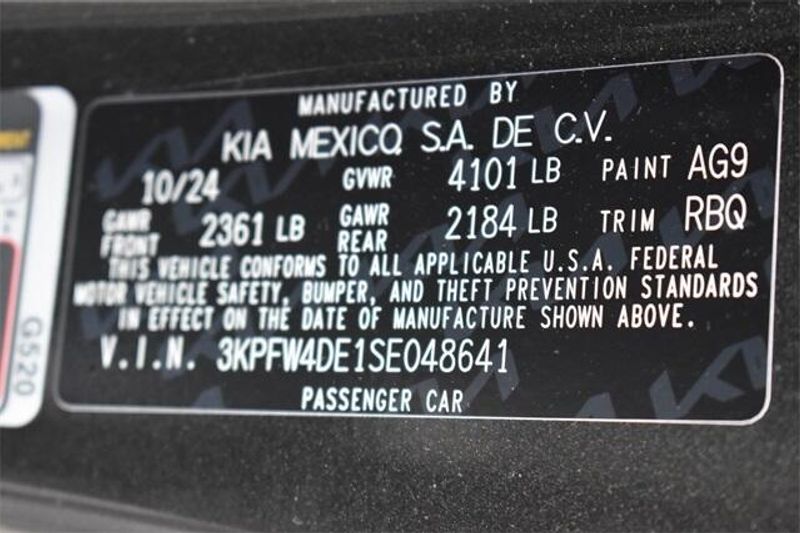 MANUFACTURED BY
KIA MEXICO, S.A. DE C.V.
10/24 GVWR 4101 LB PAINT AG9
GAWR FRONT 2361 LB GAWR REAR 2184 LB TRIM RBQ
THIS VEHICLE CONFORMS TO ALL APPLICABLE U.S.A. FEDERAL
MOTOR VEHICLE SAFETY, BUMPER, AND THEFT PREVENTION STANDARDS
IN EFFECT ON THE DATE OF MANUFACTURE SHOWN ABOVE.
V.I.N. 3KPFW4DE1SE048641
PASSENGER CAR
G520